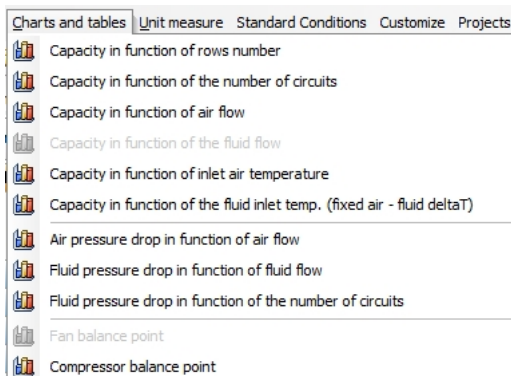 Charts and tables Unit measure Standard Conditions Customize Projects
Capacity in function of rows number
Capacity in function of the number of circuits
Capacity in function of air flow
Capacity in function of the fluid flow
Capacity in function of inlet air temperature
Capacity in function of the fluid inlet temp. (fixed air - fluid deltaT)
Air pressure drop in function of air flow
Fluid pressure drop in function of fluid flow
Fluid pressure drop in function of the number of circuits
Fan balance point
Compressor balance point